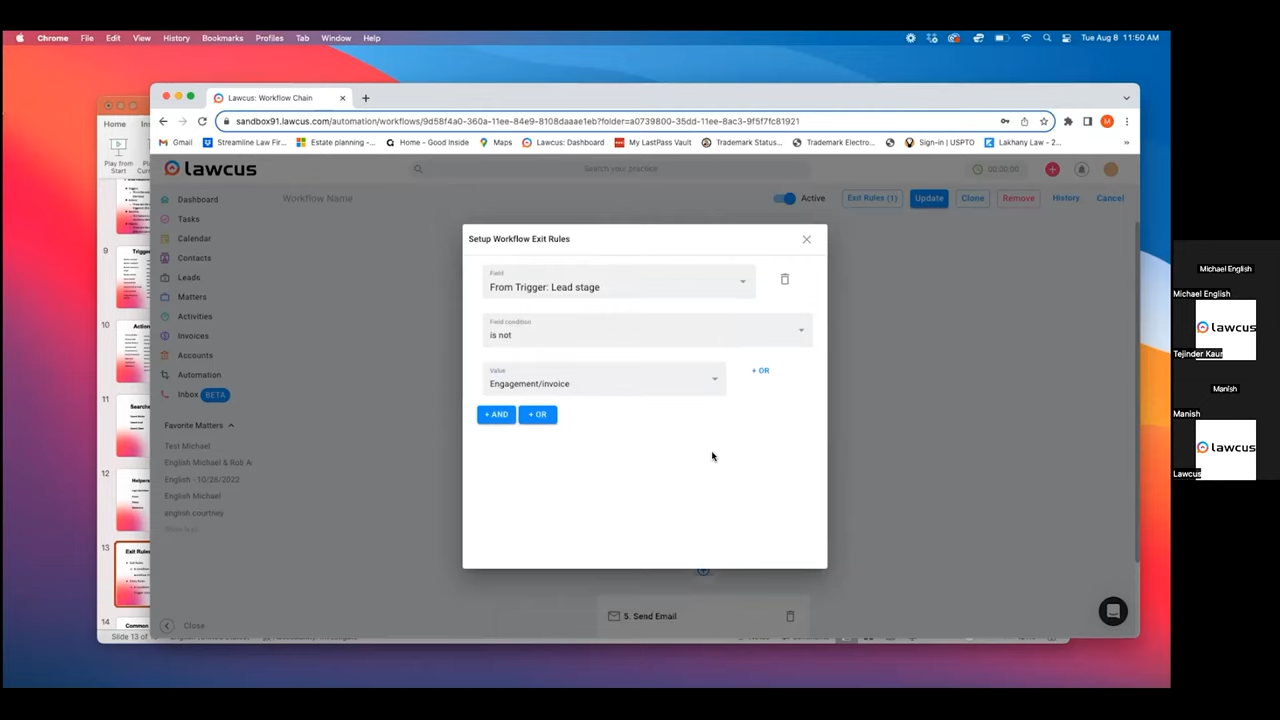 Chrome File Edit View History Bookmarks Profiles Tab Window Help
Tue Aug 8 11:50 AM
Lawcus: Workflow Chain
sandbox91.lawcus.com/automation/workflows/9d58f4a0-360a-11ee-84e9-8108daaae1eb?folder=a0739800-35dd-11ee-8ac3-9f5f7fc81921
Gmail Streamline Law Fir... Estate planning -... Home - Good Inside Maps Lawcus: Dashboard My LastPass Vault Trademark Status... Trademark Electro... Sign-in | USPTO Lakhany Law - 2...
Home
Play from
Start
9
10
11
12
13
14
Slide 13 of
lawcus
Search your practice
00:00:00
Workflow Name
Active
Exit Rules (1)
Update
Clone
Remove
History
Cancel
Dashboard
Tasks
Calendar
Contacts
Leads
Matters
Activities
Invoices
Accounts
Automation
Inbox BETA
Favorite Matters
Test Michael
English Michael & Rob A
English - 10/28/2022
English Michael
english courtney
Close
Setup Workflow Exit Rules
Field
From Trigger: Lead stage
Field condition
is not
Value
Engagement/invoice
+ OR
+ AND
+ OR
5. Send Email
Michael English
Michael English
lawcus
Tejinder Kaur
Manish
Manish
lawcus
Lawcus